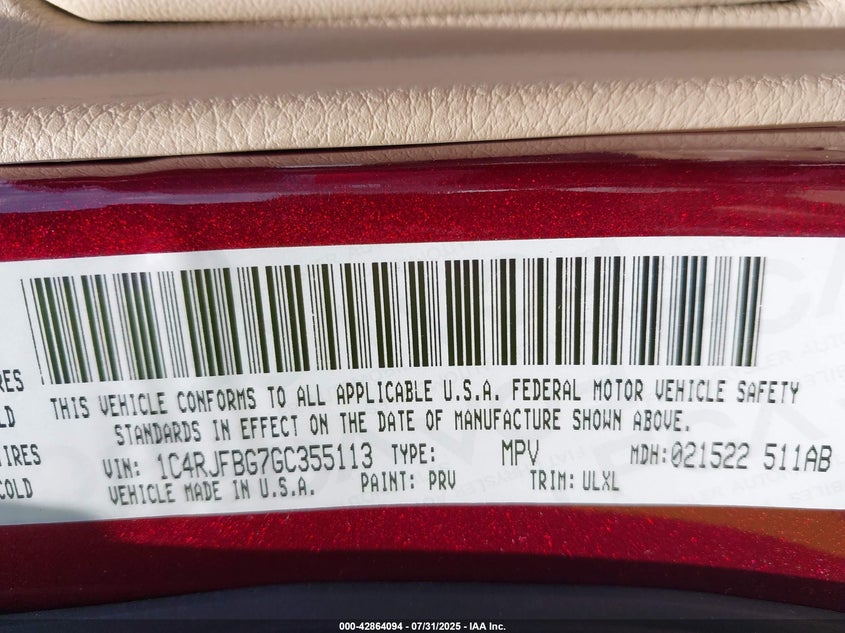 THIS VEHICLE CONFORMS TO ALL APPLICABLE U.S.A. FEDERAL MOTOR VEHICLE SAFETY
STANDARDS IN EFFECT ON THE DATE OF MANUFACTURE SHOWN ABOVE.
VIN: 1C4RJFBG7GC355113 TYPE: MPV MDH:021522 511AB
VEHICLE MADE IN U.S.A. PAINT: PRV TRIM:ULXL
000-42864094 / 07/31/2025 - IAA Inc.